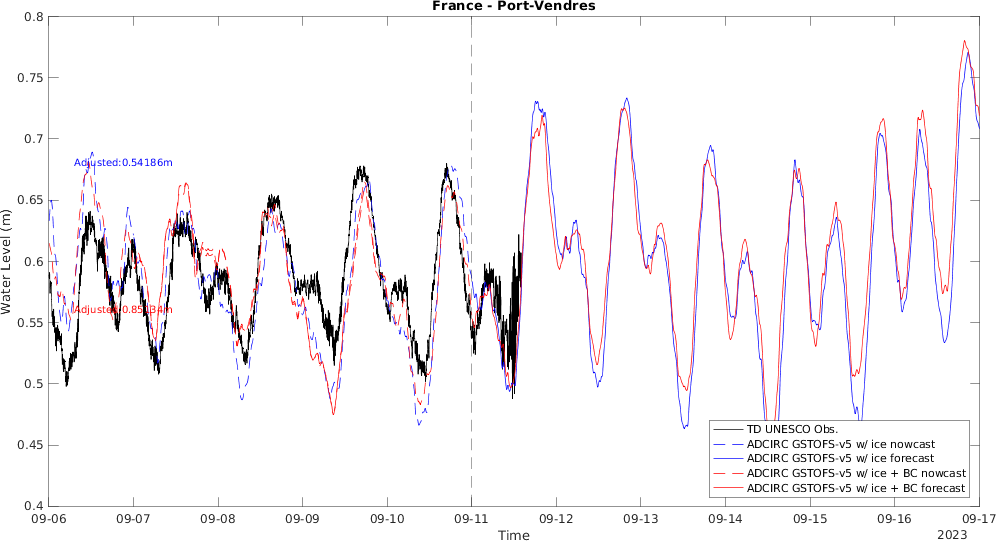 France - Port-Vendres
0.8
0.75
0.7
0.65
0.6
0.55
0.5
0.45
0.4
Water Level (m)
Adjusted:0.54186m
TD UNESCO Obs.
ADCIRC GSTOFS-v5 w/ ice nowcast
ADCIRC GSTOFS-v5 w/ ice forecast
ADCIRC GSTOFS-v5 w/ ice + BC nowcast
ADCIRC GSTOFS-v5 w/ ice + BC forecast
09-06 09-07 09-08 09-09 09-10 09-11 09-12 09-13 09-14 09-15 09-16 09-17
Time
2023